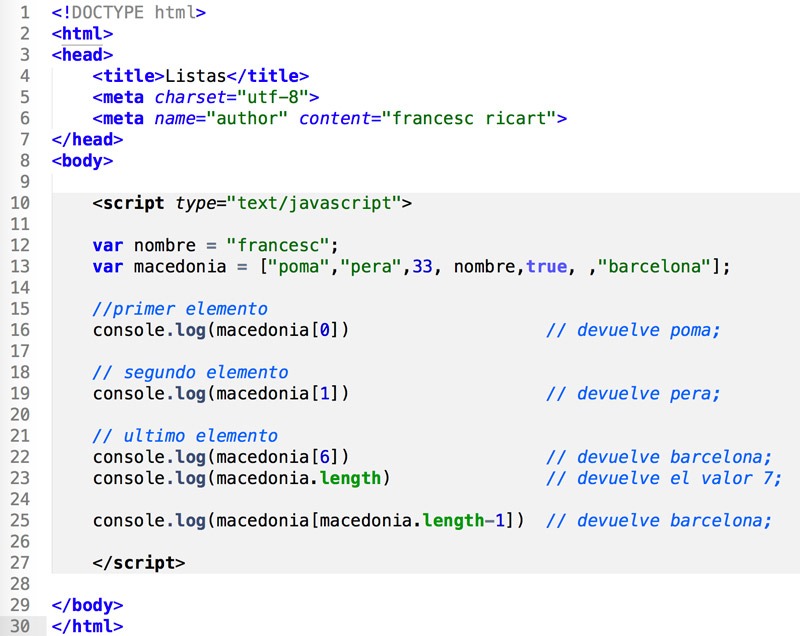 1 <!DOCTYPE html>
2 <html>
3 <head>
4     <title>Listas</title>
5     <meta charset="utf-8">
6     <meta name="author" content="francesc ricart">
7 </head>
8 <body>
9
10     <script type="text/javascript">
11
12     var nombre = "francesc";
13     var macedonia = ["poma","pera",33, nombre,true, ,"barcelona"];
14
15     //primer elemento
16     console.log(macedonia[0])                   // devuelve poma;
17
18     // segundo elemento
19     console.log(macedonia[1])                   // devuelve pera;
20
21     // ultimo elemento
22     console.log(macedonia[6])                   // devuelve barcelona;
23     console.log(macedonia.length)               // devuelve el valor 7;
24
25     console.log(macedonia[macedonia.length-1])  // devuelve barcelona;
26
27     </script>
28
29 </body>
30 </html>